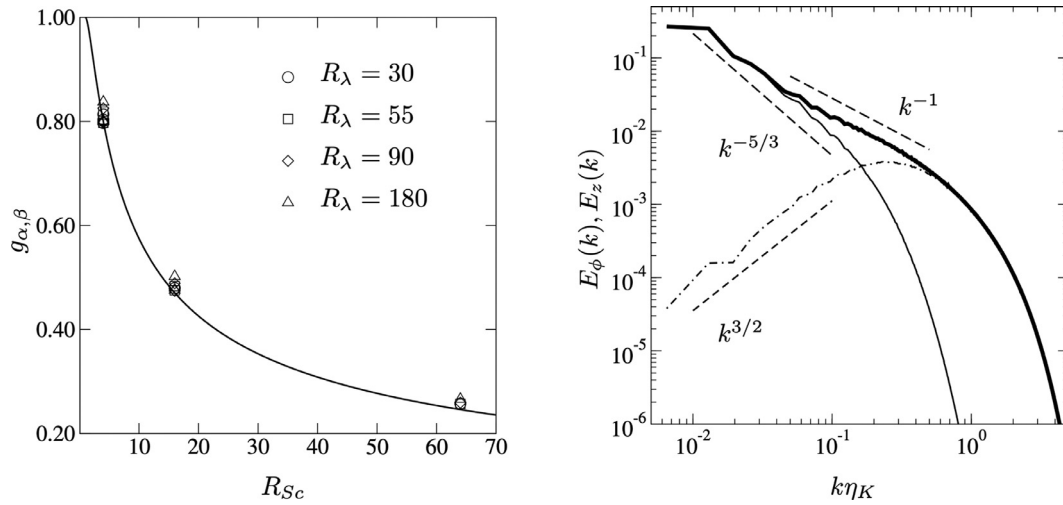 1.00
0.80
0.60
0.40
0.20
g_{α,β}
10 20 30 40 50 60 70
R_{Sc}
R_λ = 30
R_λ = 55
R_λ = 90
R_λ = 180
10^{-1}
10^{-2}
10^{-3}
10^{-4}
10^{-5}
10^{-6}
E_ϕ(k), E_z(k)
k^{-1}
k^{-5/3}
k^{3/2}
10^{-2} 10^{-1} 10^{0}
kη_K